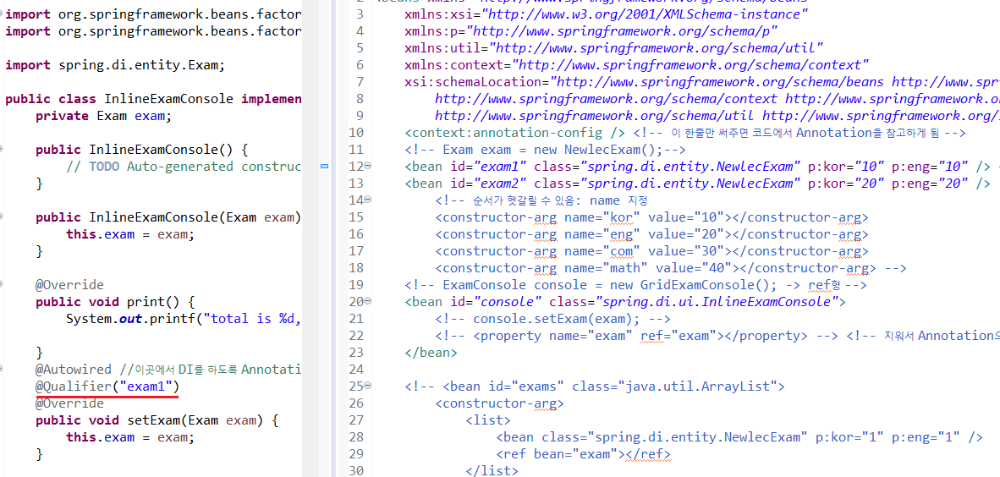 import org.springframework.beans.factor
import org.springframework.beans.factor
import spring.di.entity.Exam;
public class InlineExamConsole implemen
private Exam exam;
public InlineExamConsole() {
// TODO Auto-generated construc
}
public InlineExamConsole(Exam exam)
this.exam = exam;
}
@Override
public void print() {
System.out.printf("total is %d,
}
@Autowired //이곳에서 DI를 하도록 Annotati
@Qualifier("exam1")
@Override
public void setExam(Exam exam) {
this.exam = exam;
}
3 xmlns:xsi="http://www.w3.org/2001/XMLSchema-instance"
4 xmlns:p="http://www.springframework.org/schema/p"
5 xmlns:util="http://www.springframework.org/schema/util"
6 xmlns:context="http://www.springframework.org/schema/context"
7 xsi:schemaLocation="http://www.springframework.org/schema/beans http://www.spr
8 http://www.springframework.org/schema/context http://www.springframework.or
9 http://www.springframework.org/schema/util http://www.springframework.org/
10 <context:annotation-config /> <!-- 이 한줄만 써주면 코드에서 Annotation을 참고하게 됨 -->
11 <!-- Exam exam = new NewlecExam();-->
12 <bean id="exam1" class="spring.di.entity.NewlecExam" p:kor="10" p:eng="10" />
13 <bean id="exam2" class="spring.di.entity.NewlecExam" p:kor="20" p:eng="20" />
14 <!-- 순서가 헷갈릴 수 있음: name 지정
15 <constructor-arg name="kor" value="10"></constructor-arg>
16 <constructor-arg name="eng" value="20"></constructor-arg>
17 <constructor-arg name="com" value="30"></constructor-arg>
18 <constructor-arg name="math" value="40"></constructor-arg> -->
19 <!-- ExamConsole console = new GridExamConsole(); -> ref형 -->
20 <bean id="console" class="spring.di.ui.InlineExamConsole">
21 <!-- console.setExam(exam); -->
22 <!-- <property name="exam" ref="exam"></property> --> <!-- 지워서 Annotation으
23 </bean>
24
25 <!-- <bean id="exams" class="java.util.ArrayList">
26 <constructor-arg>
27 <list>
28 <bean class="spring.di.entity.NewlecExam" p:kor="1" p:eng="1" />
29 <ref bean="exam"></ref>
30 </list>